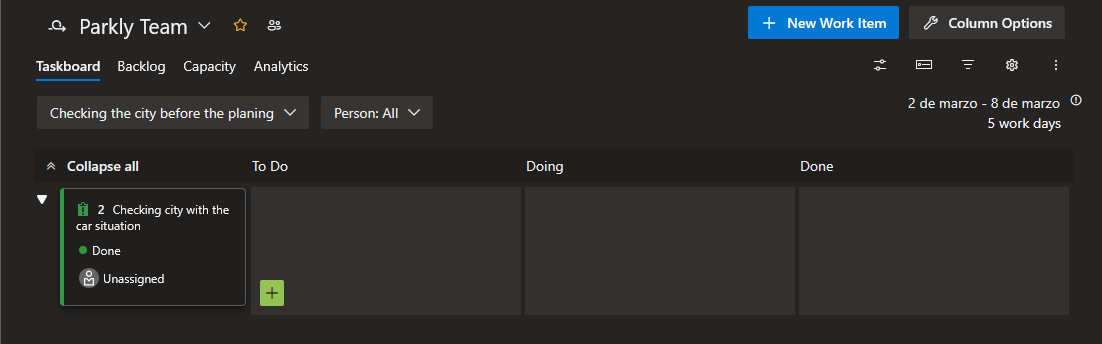 Parkly Team
New Work Item
Column Options
Taskboard
Backlog
Capacity
Analytics
Checking the city before the planing
Person: All
2 de marzo - 8 de marzo
5 work days
Collapse all
To Do
Doing
Done
2 Checking city with the
car situation
Done
Unassigned